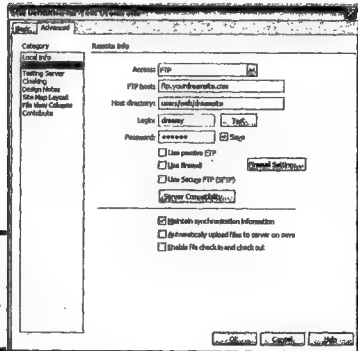 Basic Advanced
Category Remote Info
Local Info
Testing Server
Cloaking
Design Notes
Site Map Layout
File View Columns
Contribute
Access: FTP
FTP host: ftp.yourdreamsite.com
Host directory: users/web/dreamsite
Login: dreamy Test
Password: •••••• Save
Use passive FTP
Use firewall Firewall Settings...
Use Secure FTP (SFTP)
Server Compatibility...
Maintain synchronization information
Automatically upload files to server on save
Enable file check in and check out
OK Cancel Help